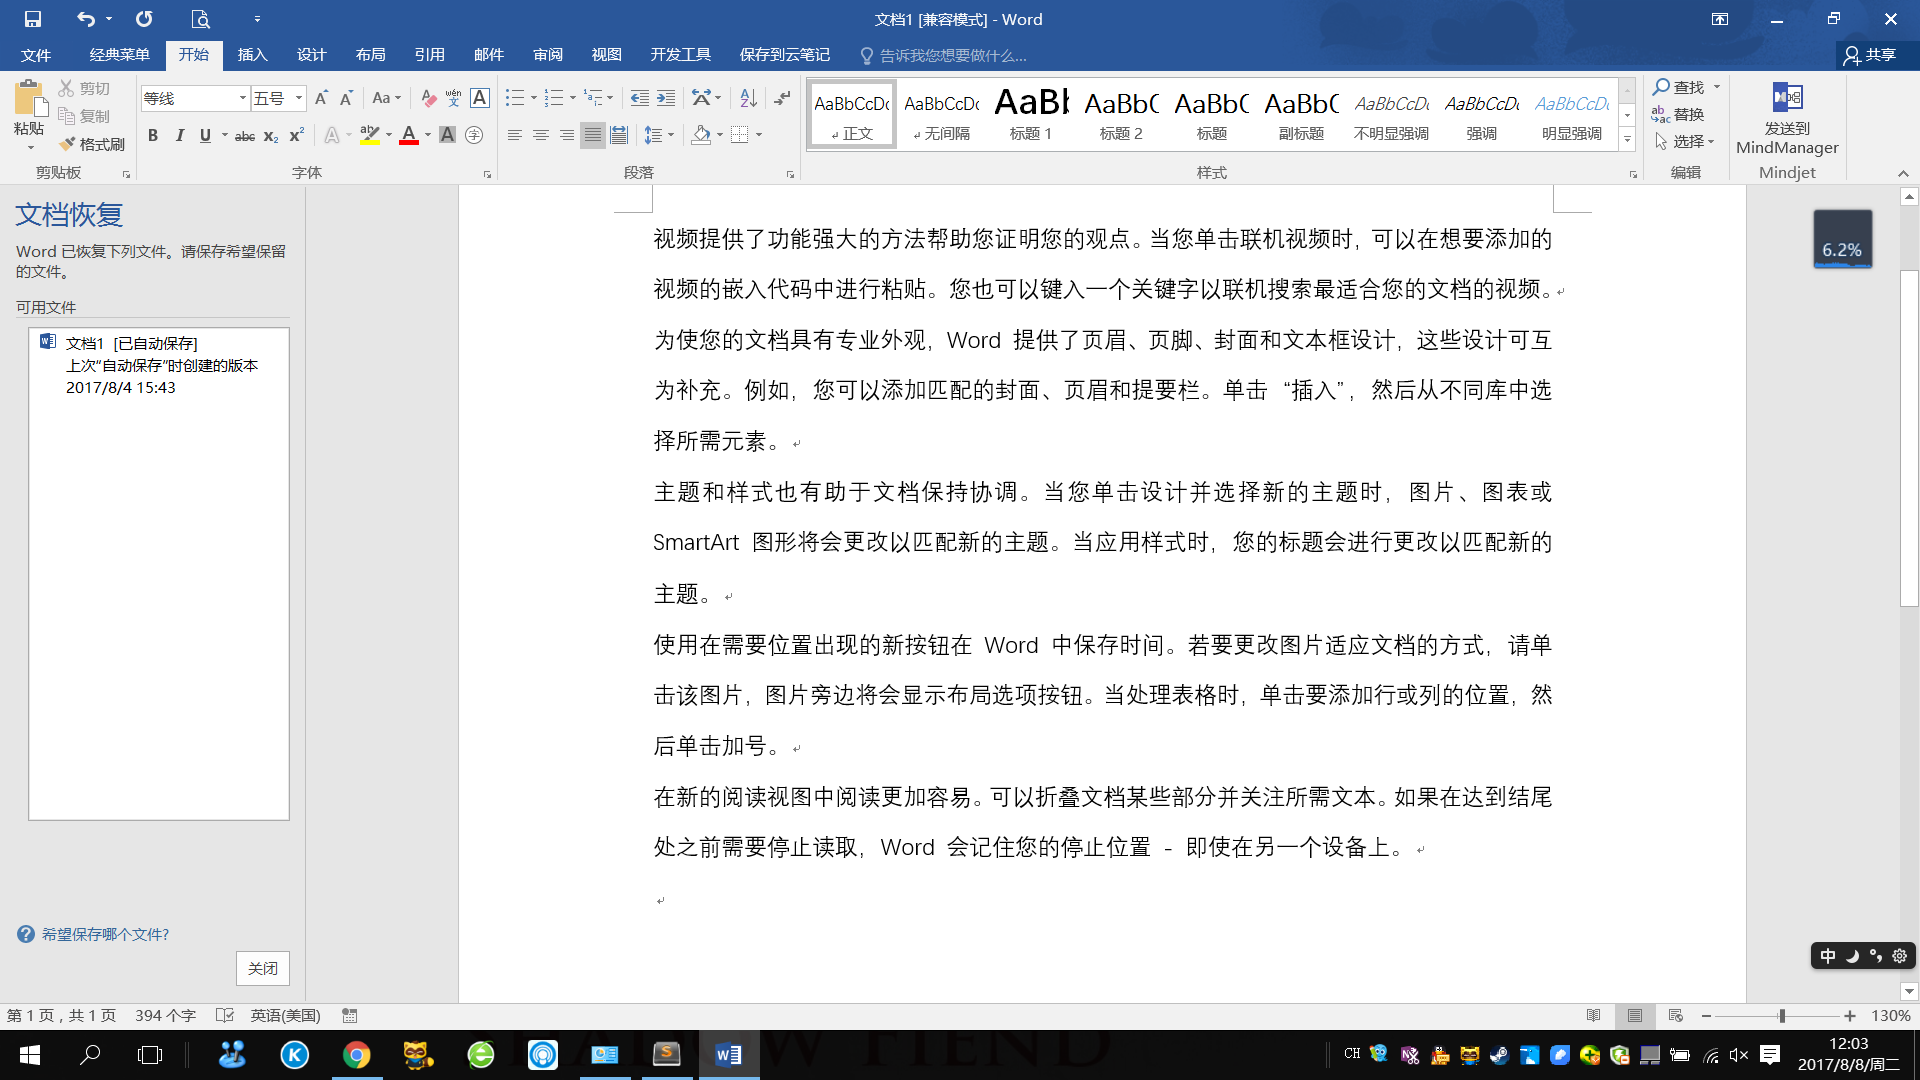 文档1 [兼容模式] - Word
文件 经典菜单 开始 插入 设计 布局 引用 邮件 审阅 视图 开发工具 保存到云笔记 告诉我您想要做什么... 共享
粘贴
剪切
复制
格式刷
剪贴板
等线 五号
字体
段落
AaBbCcDc AaBbCcDc AaBl AaBbC AaBbC AaBbC AaBbCcDc AaBbCcDc AaBbCcDc
正文 无间隔 标题 1 标题 2 标题 副标题 不明显强调 强调 明显强调
样式
查找
替换
选择
编辑
发送到
MindManager
Mindjet
文档恢复
Word 已恢复下列文件。请保存希望保留
的文件。
可用文件
文档1 [已自动保存]
上次“自动保存”时创建的版本
2017/8/4 15:43
希望保存哪个文件?
关闭
视频提供了功能强大的方法帮助您证明您的观点。当您单击联机视频时，可以在想要添加的
视频的嵌入代码中进行粘贴。您也可以键入一个关键字以联机搜索最适合您的文档的视频。
为使您的文档具有专业外观，Word 提供了页眉、页脚、封面和文本框设计，这些设计可互
为补充。例如，您可以添加匹配的封面、页眉和提要栏。单击 “插入”，然后从不同库中选
择所需元素。
主题和样式也有助于文档保持协调。当您单击设计并选择新的主题时，图片、图表或
SmartArt 图形将会更改以匹配新的主题。当应用样式时，您的标题会进行更改以匹配新的
主题。
使用在需要位置出现的新按钮在 Word 中保存时间。若要更改图片适应文档的方式，请单
击该图片，图片旁边将会显示布局选项按钮。当处理表格时，单击要添加行或列的位置，然
后单击加号。
在新的阅读视图中阅读更加容易。可以折叠文档某些部分并关注所需文本。如果在达到结尾
处之前需要停止读取，Word 会记住您的停止位置 - 即使在另一个设备上。
6.2%
中
第 1 页，共 1 页 394 个字 英语(美国)
130%
CH
12:03
2017/8/8/周二